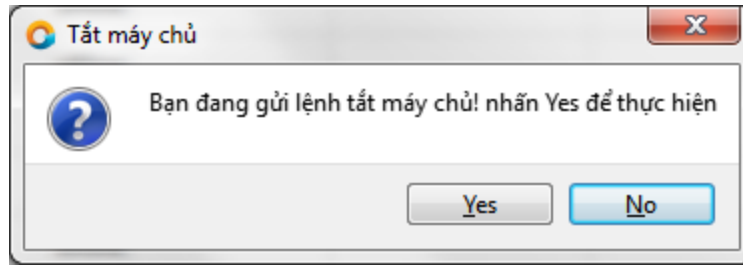 Tắt máy chủ
Bạn đang gửi lệnh tắt máy chủ! nhấn Yes để thực hiện
Yes
No